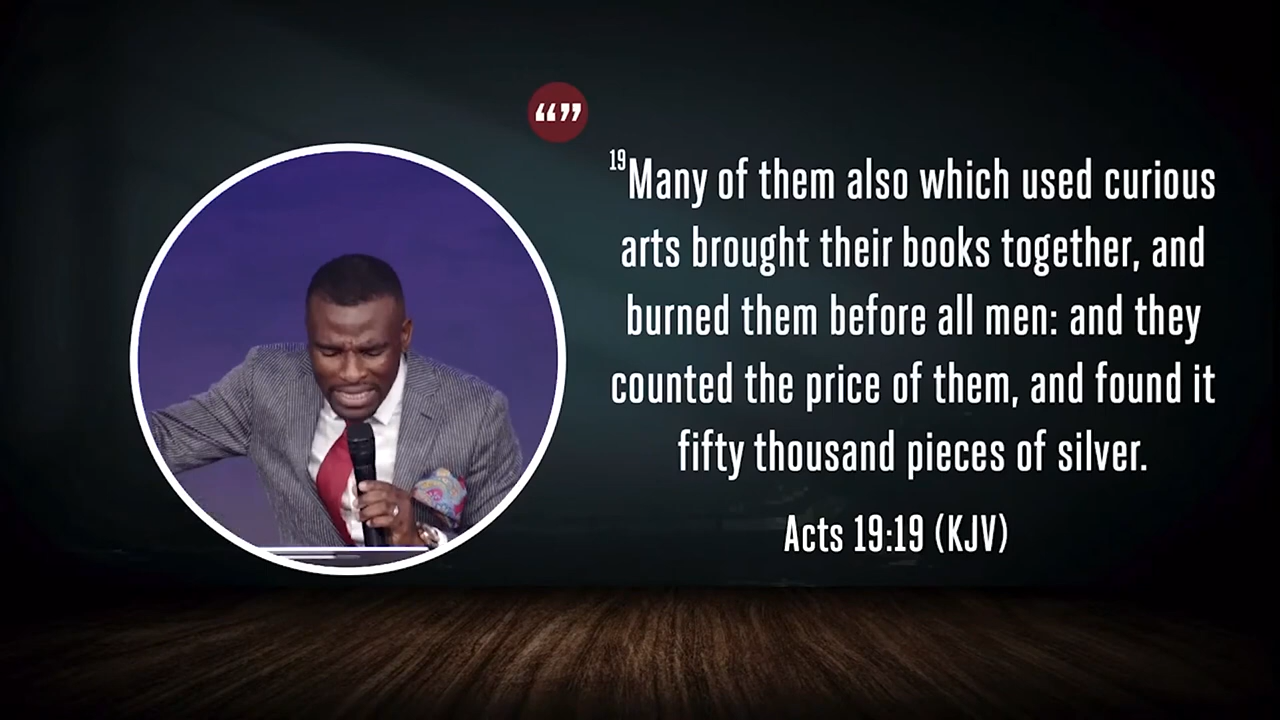 “”
19Many of them also which used curious
arts brought their books together, and
burned them before all men: and they
counted the price of them, and found it
fifty thousand pieces of silver.
Acts 19:19 (KJV)